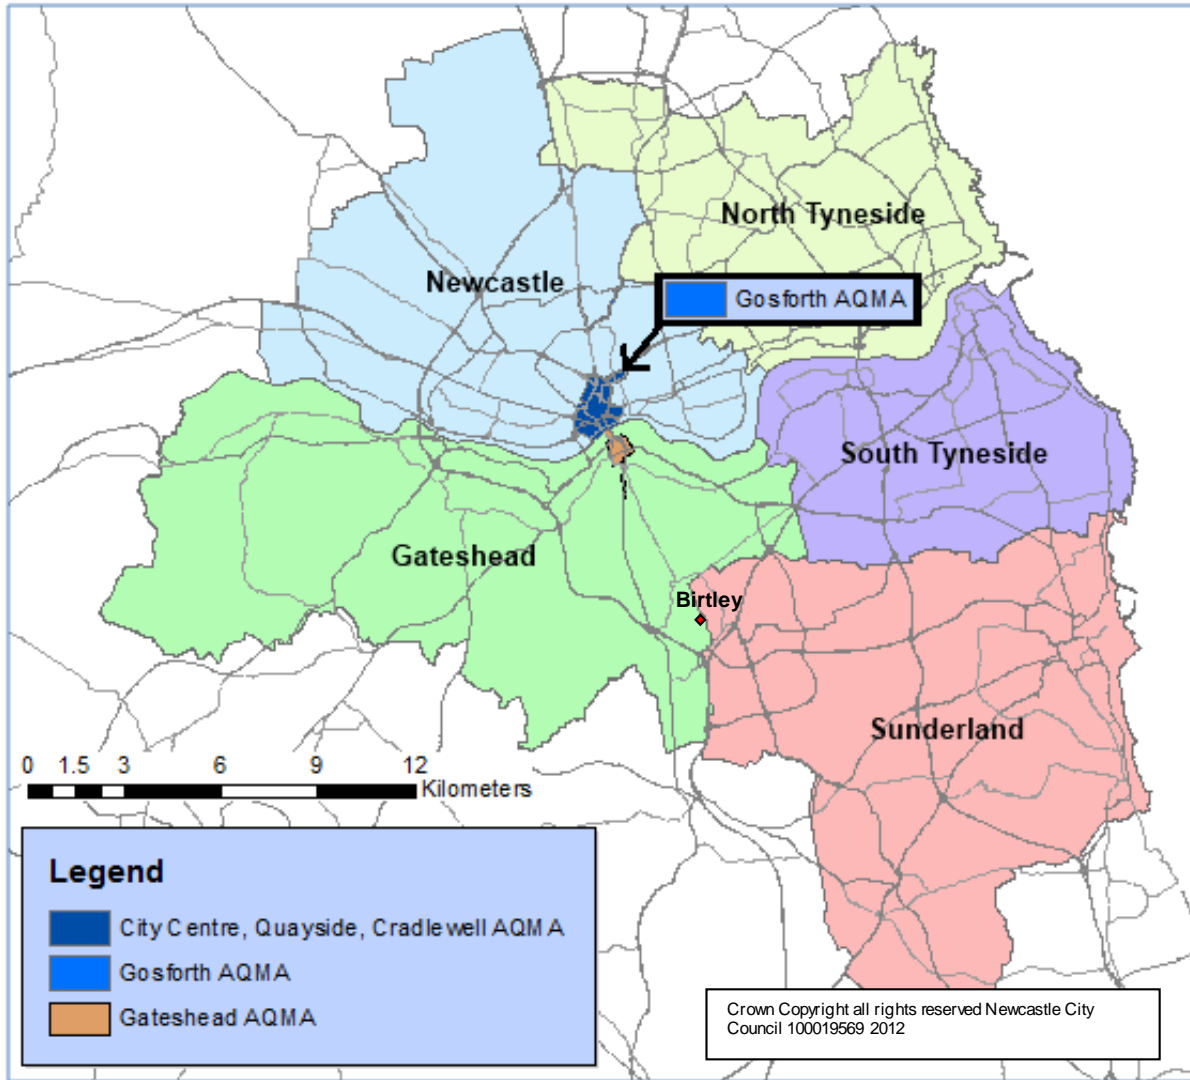 North Tyneside
Newcastle
Gosforth AQMA
South Tyneside
Gateshead
Birtley
Sunderland
0 1.5 3 6 9 12
Kilometers
Legend
City Centre, Quayside, Cradlewell AQMA
Gosforth AQMA
Gateshead AQMA
Crown Copyright all rights reserved Newcastle City
Council 100019569 2012